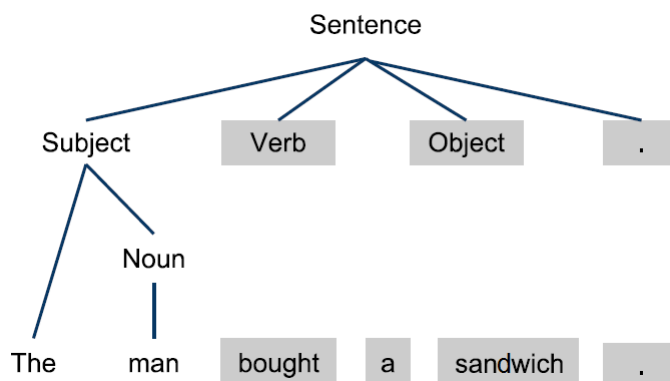 Sentence
Subject Verb Object .
Noun
The man bought a sandwich .